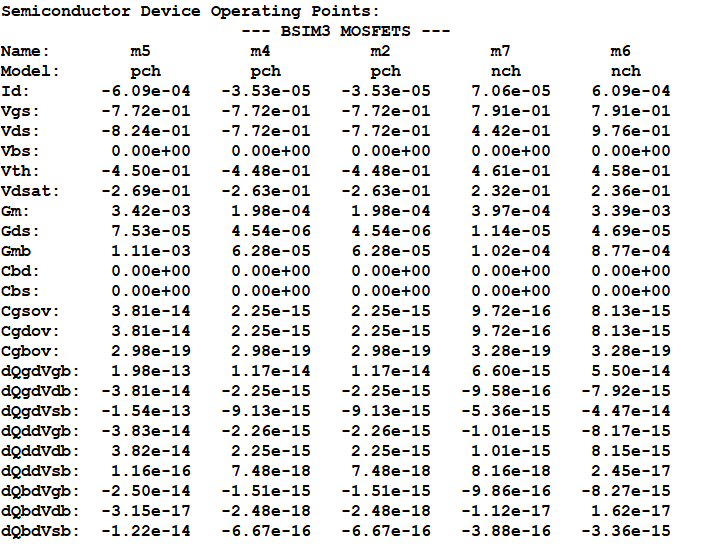 Semiconductor Device Operating Points:
--- BSIM3 MOSFETS ---
Name: m5 m4 m2 m7 m6
Model: pch pch pch nch nch
Id: -6.09e-04 -3.53e-05 -3.53e-05 7.06e-05 6.09e-04
Vgs: -7.72e-01 -7.72e-01 -7.72e-01 7.91e-01 7.91e-01
Vds: -8.24e-01 -7.72e-01 -7.72e-01 4.42e-01 9.76e-01
Vbs: 0.00e+00 0.00e+00 0.00e+00 0.00e+00 0.00e+00
Vth: -4.50e-01 -4.48e-01 -4.48e-01 4.61e-01 4.58e-01
Vdsat: -2.69e-01 -2.63e-01 -2.63e-01 2.32e-01 2.36e-01
Gm: 3.42e-03 1.98e-04 1.98e-04 3.97e-04 3.39e-03
Gds: 7.53e-05 4.54e-06 4.54e-06 1.14e-05 4.69e-05
Gmb 1.11e-03 6.28e-05 6.28e-05 1.02e-04 8.77e-04
Cbd: 0.00e+00 0.00e+00 0.00e+00 0.00e+00 0.00e+00
Cbs: 0.00e+00 0.00e+00 0.00e+00 0.00e+00 0.00e+00
Cgsov: 3.81e-14 2.25e-15 2.25e-15 9.72e-16 8.13e-15
Cgdov: 3.81e-14 2.25e-15 2.25e-15 9.72e-16 8.13e-15
Cgbov: 2.98e-19 2.98e-19 2.98e-19 3.28e-19 3.28e-19
dQgdVgb: 1.98e-13 1.17e-14 1.17e-14 6.60e-15 5.50e-14
dQgdVdb: -3.81e-14 -2.25e-15 -2.25e-15 -9.58e-16 -7.92e-15
dQgdVsb: -1.54e-13 -9.13e-15 -9.13e-15 -5.36e-15 -4.47e-14
dQddVgb: -3.83e-14 -2.26e-15 -2.26e-15 -1.01e-15 -8.17e-15
dQddVdb: 3.82e-14 2.25e-15 2.25e-15 1.01e-15 8.15e-15
dQddVsb: 1.16e-16 7.48e-18 7.48e-18 8.16e-18 2.45e-17
dQbdVgb: -2.50e-14 -1.51e-15 -1.51e-15 -9.86e-16 -8.27e-15
dQbdVdb: -3.15e-17 -2.48e-18 -2.48e-18 -1.12e-17 1.62e-17
dQbdVsb: -1.22e-14 -6.67e-16 -6.67e-16 -3.88e-16 -3.36e-15